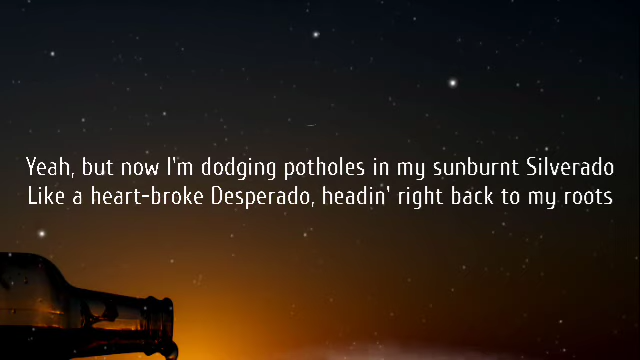 Yeah, but now I'm dodging potholes in my sunburnt Silverado
Like a heart-broke Desperado, headin' right back to my roots